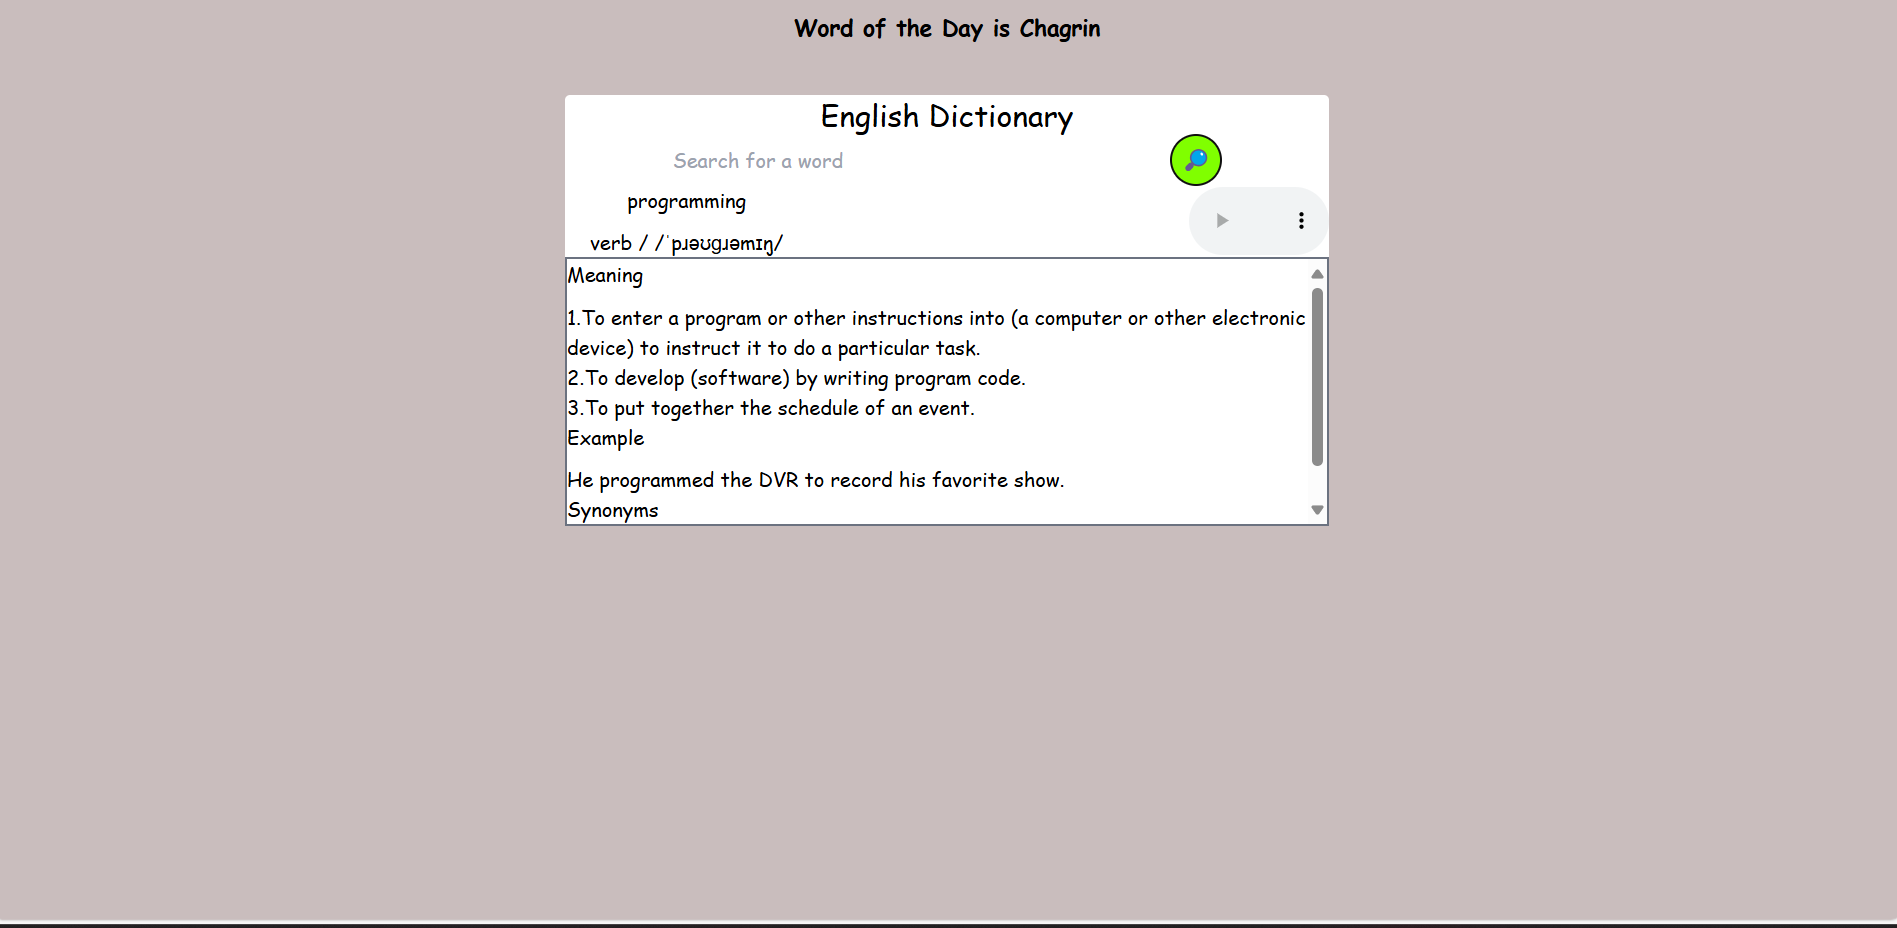 Word of the Day is Chagrin
English Dictionary
Search for a word
programming
verb / /ˈpɹəʊɡɹəmɪŋ/
Meaning
1.To enter a program or other instructions into (a computer or other electronic
device) to instruct it to do a particular task.
2.To develop (software) by writing program code.
3.To put together the schedule of an event.
Example
He programmed the DVR to record his favorite show.
Synonyms